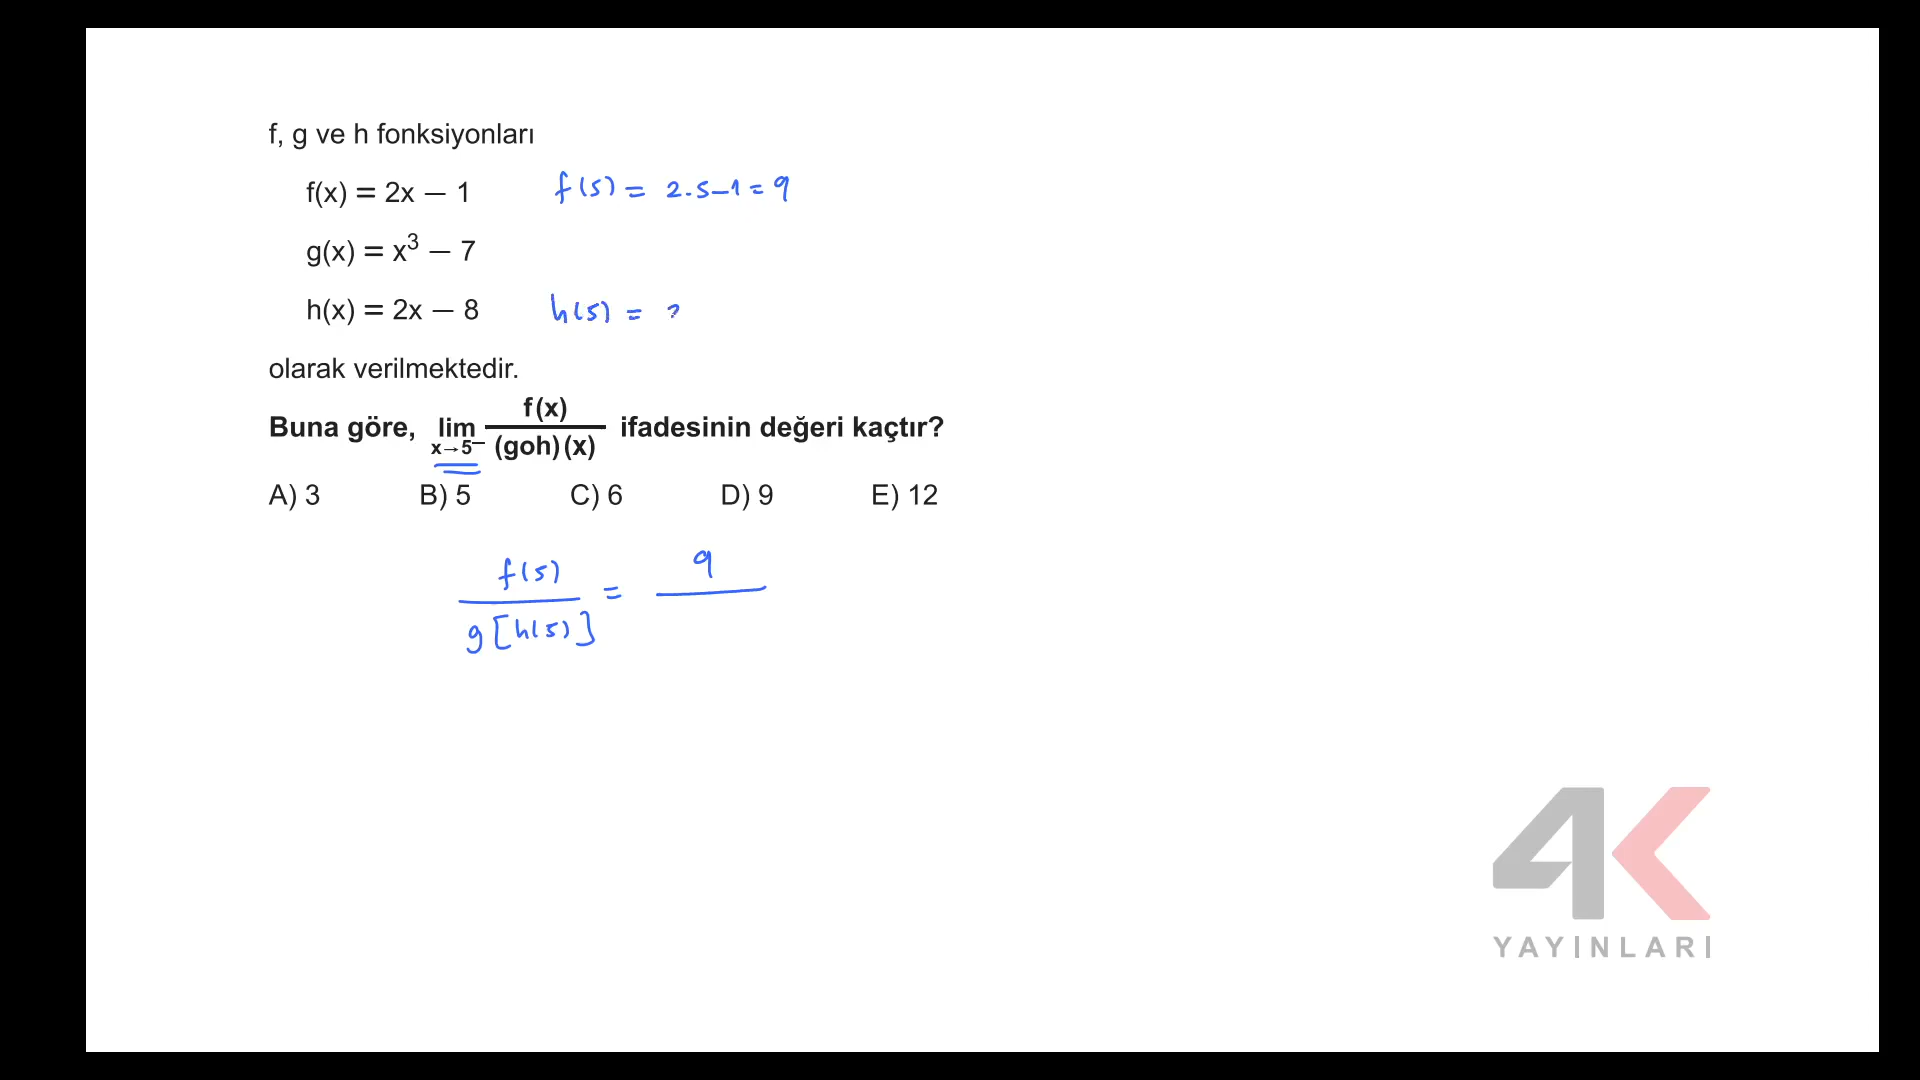 f, g ve h fonksiyonları
f(x) = 2x – 1 f(5) = 2.5–1=9
g(x) = x³ – 7
h(x) = 2x – 8 h(5) = 2
olarak verilmektedir.
f(x)
Buna göre, lim ifadesinin değeri kaçtır?
x→5⁻ (goh)(x)
A) 3 B) 5 C) 6 D) 9 E) 12
f(5) = 9
g[h(5)]
4K
YAYINLARI